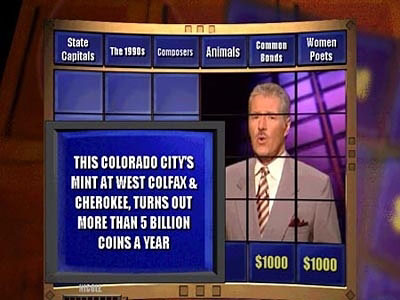 State
Capitals
The 1990s
Composers
Animals
Common
Bonds
Women
Poets
THIS COLORADO CITY'S
MINT AT WEST COLFAX &
CHEROKEE, TURNS OUT
MORE THAN 5 BILLION
COINS A YEAR
$1000
$1000
NICOLE